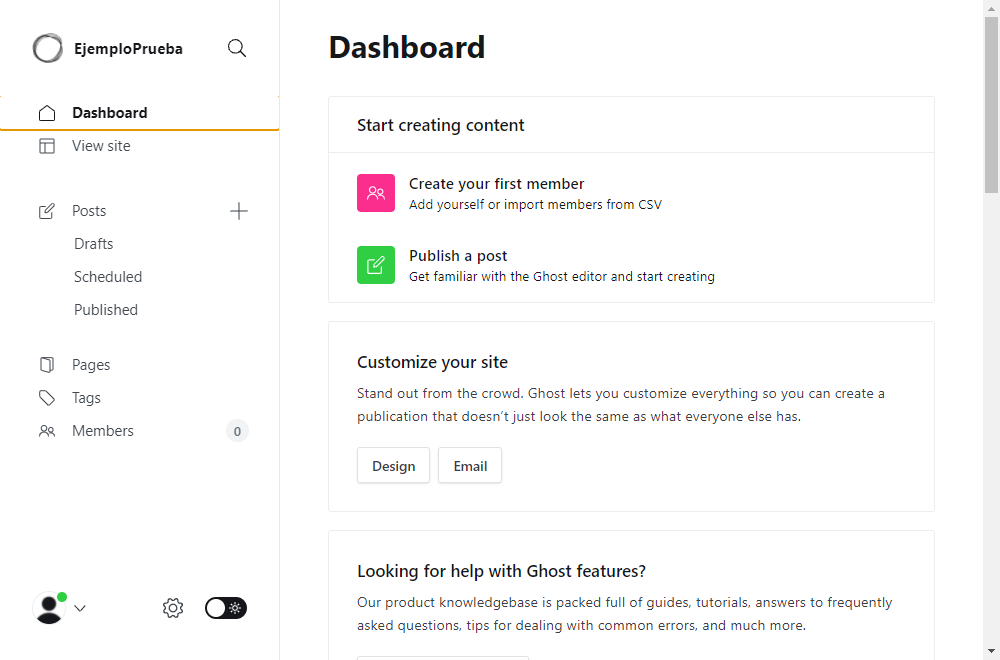 EjemploPrueba
Dashboard
View site
Posts
Drafts
Scheduled
Published
Pages
Tags
Members
0
Dashboard
Start creating content
Create your first member
Add yourself or import members from CSV
Publish a post
Get familiar with the Ghost editor and start creating
Customize your site
Stand out from the crowd. Ghost lets you customize everything so you can create a
publication that doesn’t just look the same as what everyone else has.
Design
Email
Looking for help with Ghost features?
Our product knowledgebase is packed full of guides, tutorials, answers to frequently
asked questions, tips for dealing with common errors, and much more.